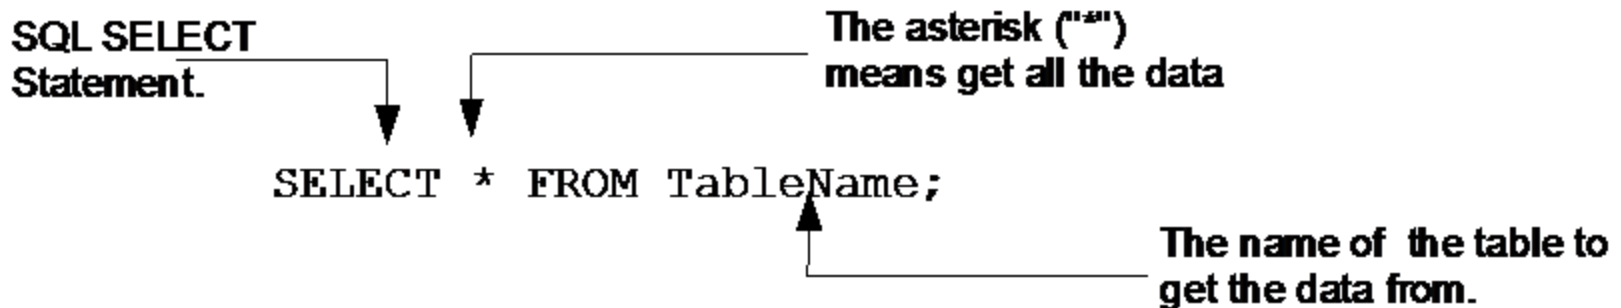 SQL SELECT
Statement.
The asterisk ("*")
means get all the data
SELECT * FROM TableName;
The name of the table to
get the data from.